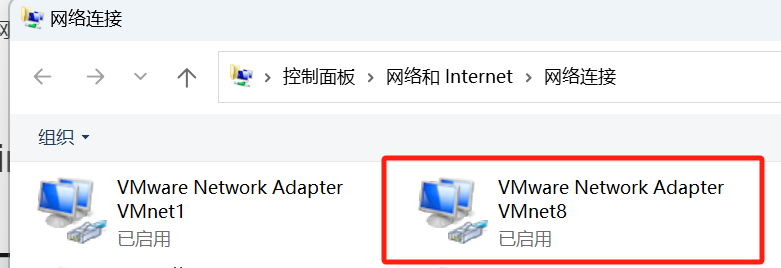 网络连接
网
控制面板 > 网络和 Internet > 网络连接
组织
VMware Network Adapter
VMnet1
已启用
VMware Network Adapter
VMnet8
已启用